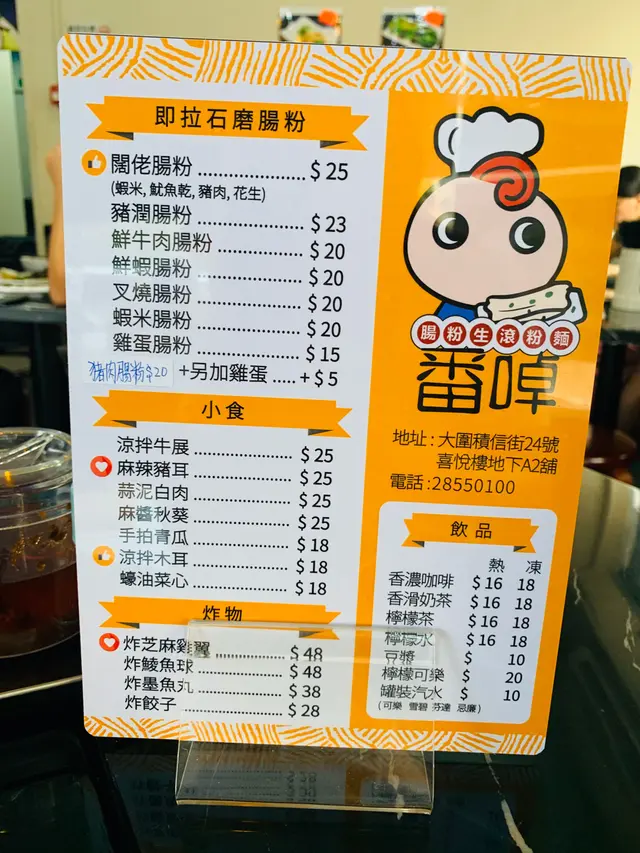 即拉石磨腸粉
闊佬腸粉 $25
(蝦米, 魷魚乾, 豬肉, 花生)
豬潤腸粉 $23
鮮牛肉腸粉 $20
鮮蝦腸粉 $20
叉燒腸粉 $20
蝦米腸粉 $20
雞蛋腸粉 $15
豬肉腸粉$20
+另加雞蛋 +$5
小食
涼拌牛展 $25
麻辣豬耳 $25
蒜泥白肉 $25
麻醬秋葵 $25
手拍青瓜 $18
涼拌木耳 $18
蠔油菜心 $18
炸物
炸芝麻雞翼 $48
炸鯪魚球 $48
炸墨魚丸 $38
炸餃子 $28
腸粉生滾粉麵
番啅
地址:大圍積信街24號
喜悅樓地下A2舖
電話:28550100
飲品
熱 凍
香濃咖啡 $16 18
香滑奶茶 $16 18
檸檬茶 $16 18
檸檬水 $16 18
豆漿 $ 10
檸檬可樂 $ 20
罐裝汽水 $ 10
(可樂 雪碧 芬達 忌廉)